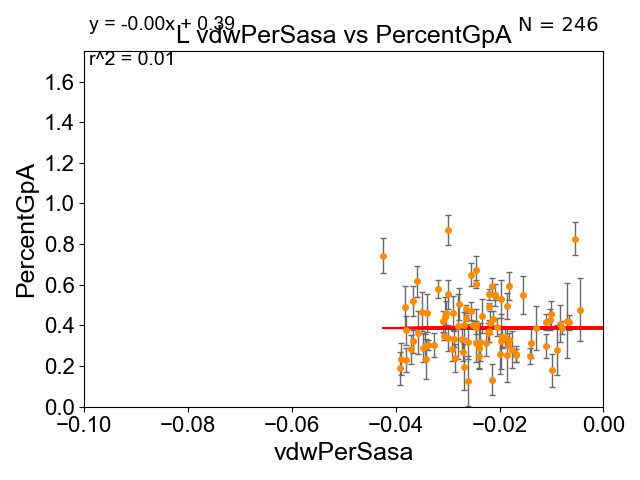 y = -0.00x + 0.39
N = 246
L vdwPerSasa vs PercentGpA
r^2 = 0.01
PercentGpA
1.6
1.4
1.2
1.0
0.8
0.6
0.4
0.2
0.0
−0.10 −0.08 −0.06 −0.04 −0.02 0.00
vdwPerSasa